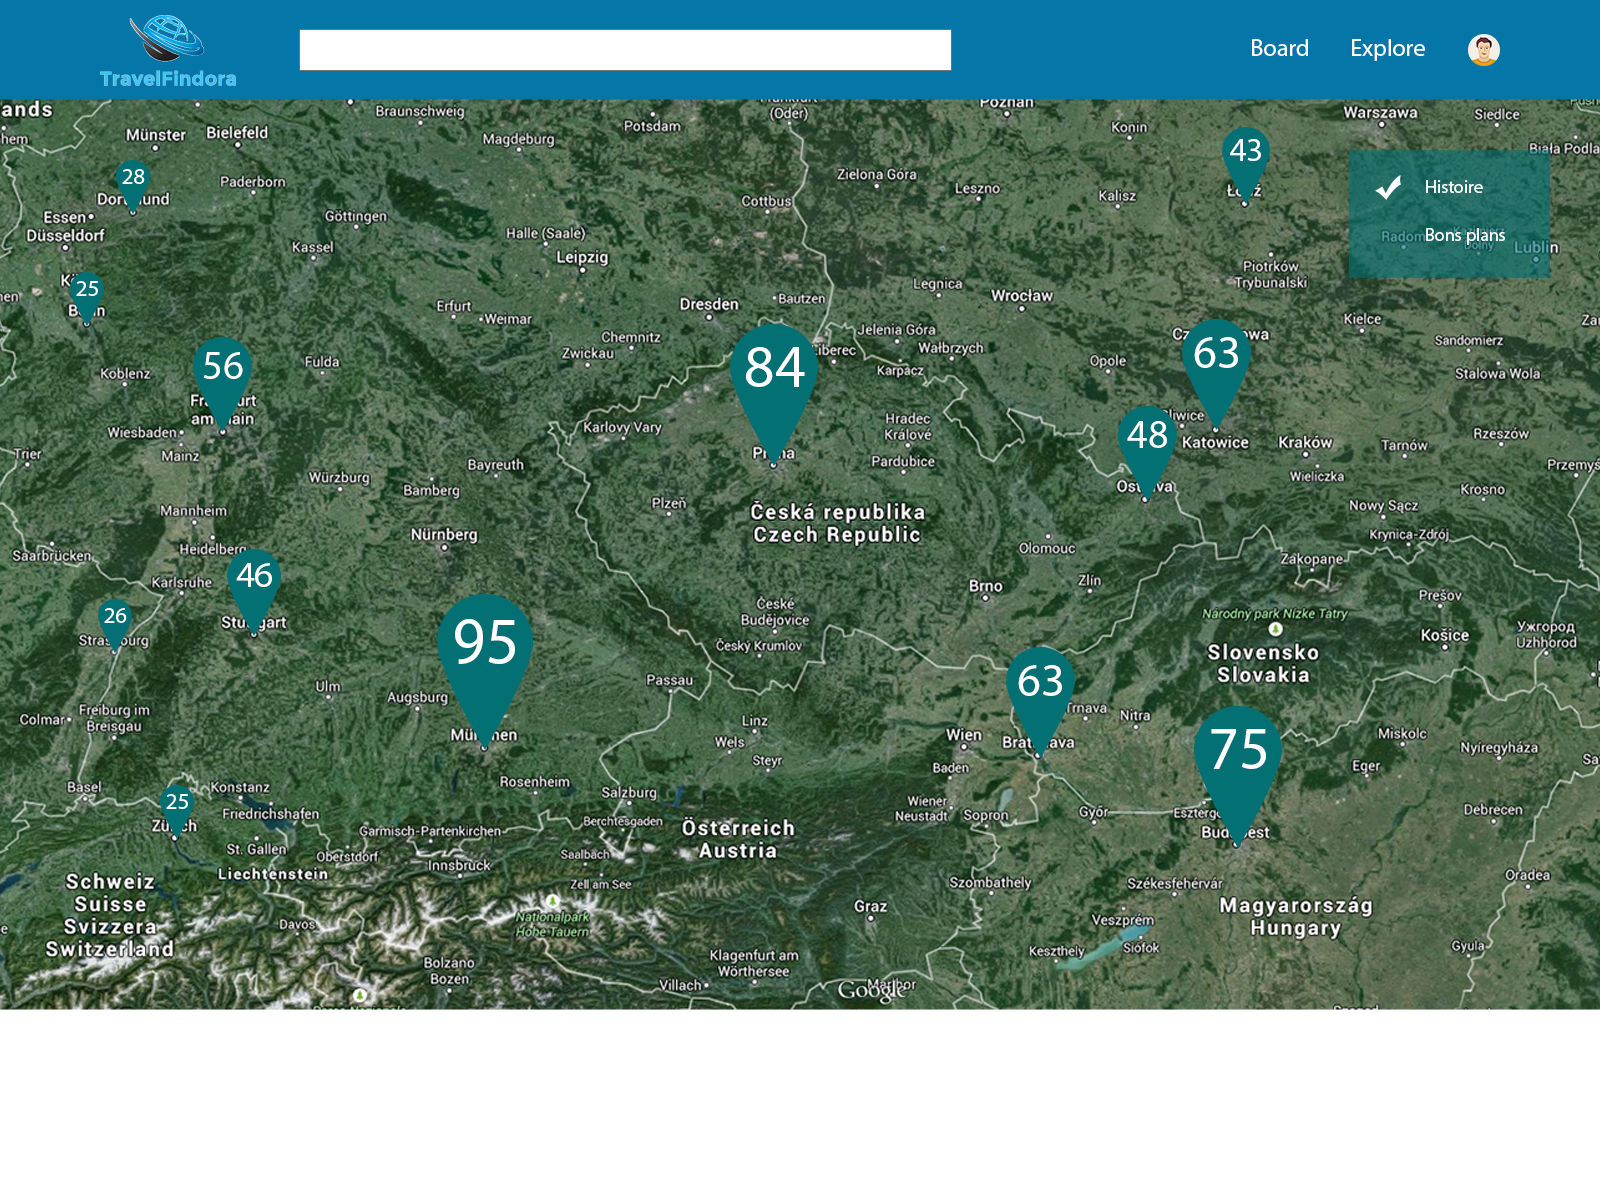 TravelFindora
Board
Explore
ands
Braunschweig
Potsdam
(Oder)
Poznań
Konin
Warszawa
Siedlce
hem
Münster
Bielefeld
Magdeburg
43
Biała Podla
28
Paderborn
Zielona Góra
Leszno
Kalisz
Histoire
Dortmund
Göttingen
Cottbus
Łódź
Essen
Düsseldorf
Kassel
Halle (Saale)
Leipzig
Bons plans
Radom
Lublin
25
Piotrków
Trybunalski
Legnica
Wrocław
Erfurt
Weimar
Dresden
Bautzen
Kielce
Chemnitz
Zwickau
Jelenia Góra
Wałbrzych
Liberec
Karpacz
Opole
63
Sandomierz
Stalowa Wola
56
Koblenz
Fulda
84
Frankfurt
am Main
Wiesbaden
Mainz
Karlovy Vary
Hradec
Králové
Gliwice
48
Katowice
Kraków
Tarnów
Rzeszów
Trier
Würzburg
Bayreuth
Bamberg
Praha
Pardubice
Ostrava
Wieliczka
Przemyś
Krosno
Mannheim
Plzeň
Česká republika
Czech Republic
Nowy Sącz
Krynica-Zdrój
Saarbrücken
Heidelberg
Nürnberg
Olomouc
Zakopane
Karlsruhe
46
Brno
Zlín
Prešov
26
Strasbourg
Stuttgart
95
České
Budějovice
Český Krumlov
Národný park Nízke Tatry
Slovensko
Slovakia
Košice
Ужгород
Uzhhorod
Ulm
Augsburg
Passau
63
Trnava
Nitra
Colmar
Freiburg im
Breisgau
München
Linz
Wels
Steyr
Wien
Baden
Bratislava
75
Miskolc
Nyíregyháza
Eger
Basel
Konstanz
Rosenheim
Salzburg
25
Zürich
Friedrichshafen
Garmisch-Partenkirchen
Berchtesgaden
Österreich
Austria
Wiener
Neustadt
Sopron
Győr
Budapest
Debrecen
St. Gallen
Liechtenstein
Oberstdorf
Innsbruck
Saalbach
Zell am See
Schweiz
Suisse
Svizzera
Switzerland
Davos
Nationalpark
Hohe Tauern
Graz
Szombathely
Székesfehérvár
Oradea
Veszprém
Magyarország
Hungary
Keszthely
Siófok
Gyula
Bolzano
Bozen
Klagenfurt am
Wörthersee
Villach
Maribor
Google